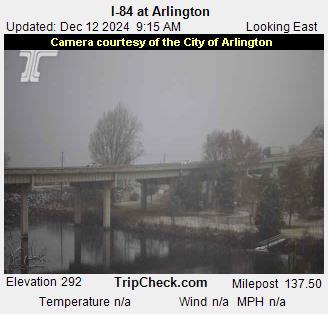 I-84 at Arlington
Updated: Dec 12 2024 9:15 AM Looking East
Camera courtesy of the City of Arlington
Elevation 292 TripCheck.com Milepost 137.50
Temperature n/a Wind n/a MPH n/a